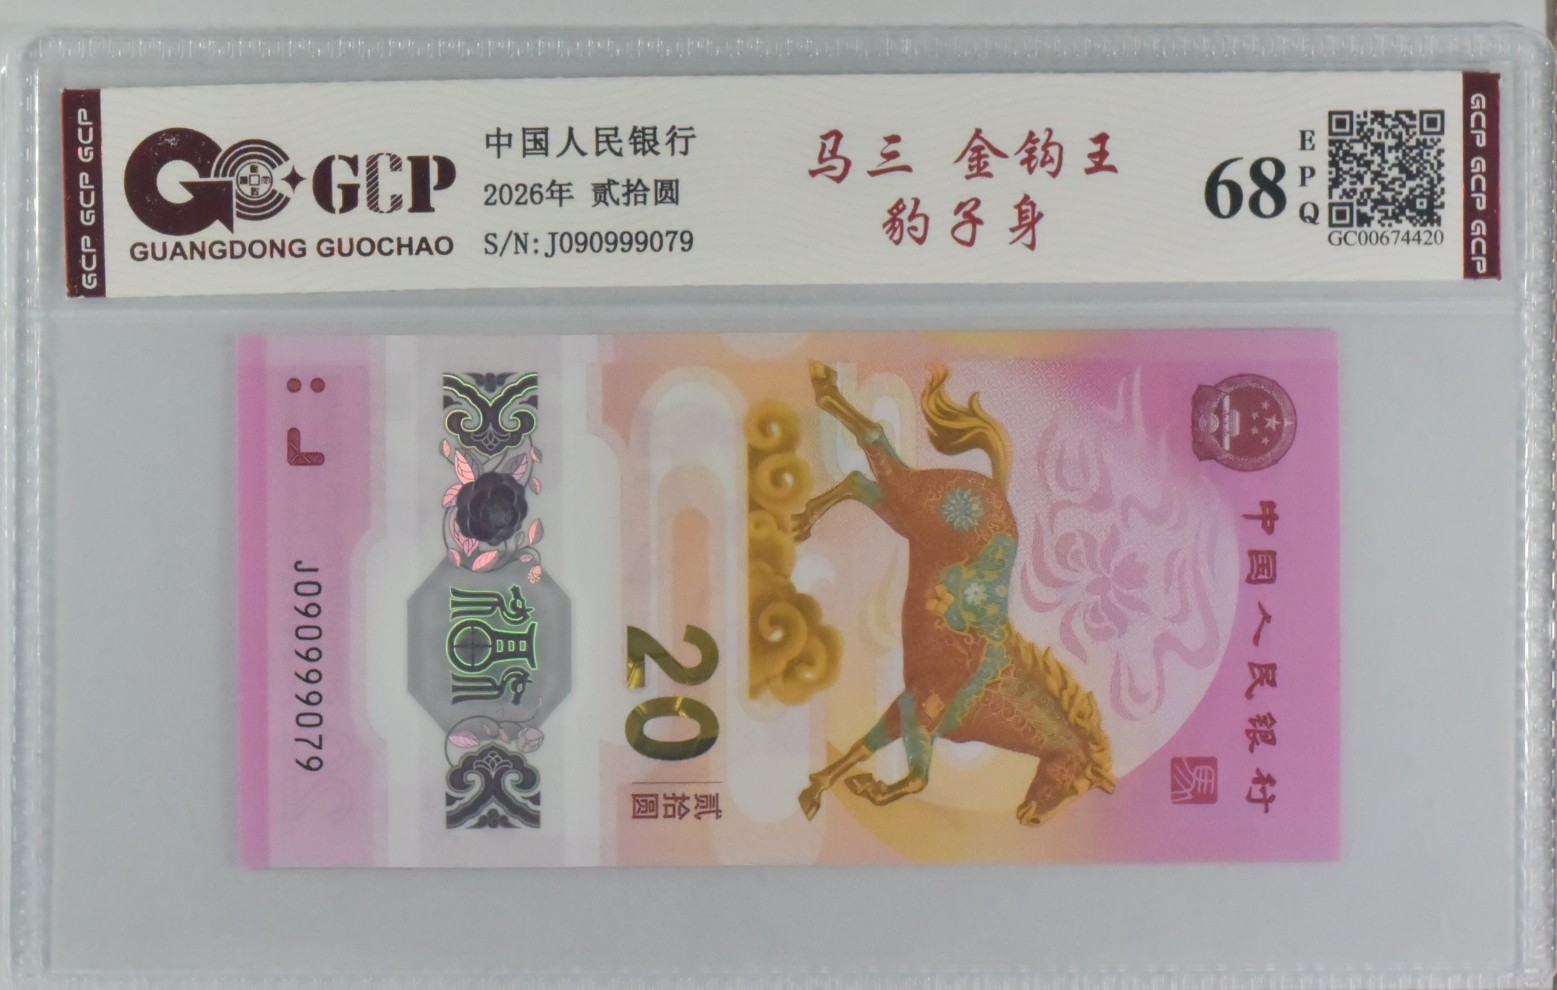 GCP GCP GCP
GCP
GUANGDONG GUOCHAO
中国人民银行
2026年 贰拾圆
S/N:J090999079
马三 金钩王
豹子身
68
EPQ
GC00674420
GCP GCP GCP
J090999079
20
贰拾圆
中国人民银行